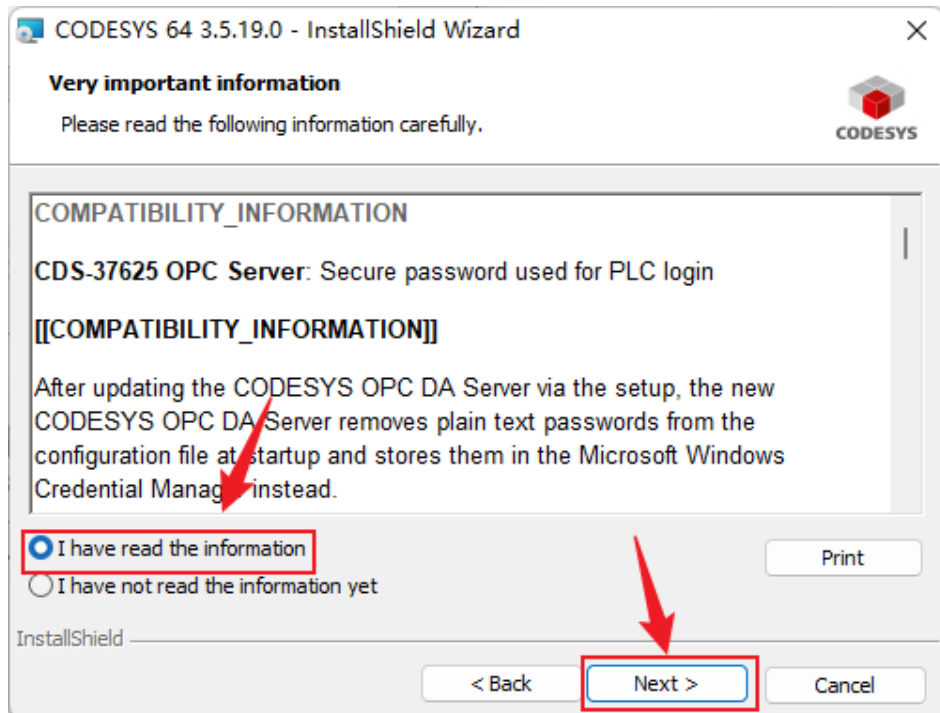 CODESYS 64 3.5.19.0 - InstallShield Wizard
Very important information
Please read the following information carefully.
CODESYS
COMPATIBILITY_INFORMATION
CDS-37625 OPC Server: Secure password used for PLC login
[[COMPATIBILITY_INFORMATION]]
After updating the CODESYS OPC DA Server via the setup, the new
CODESYS OPC DA Server removes plain text passwords from the
configuration file at startup and stores them in the Microsoft Windows
Credential Manager instead.
I have read the information
Print
I have not read the information yet
InstallShield
< Back
Next >
Cancel